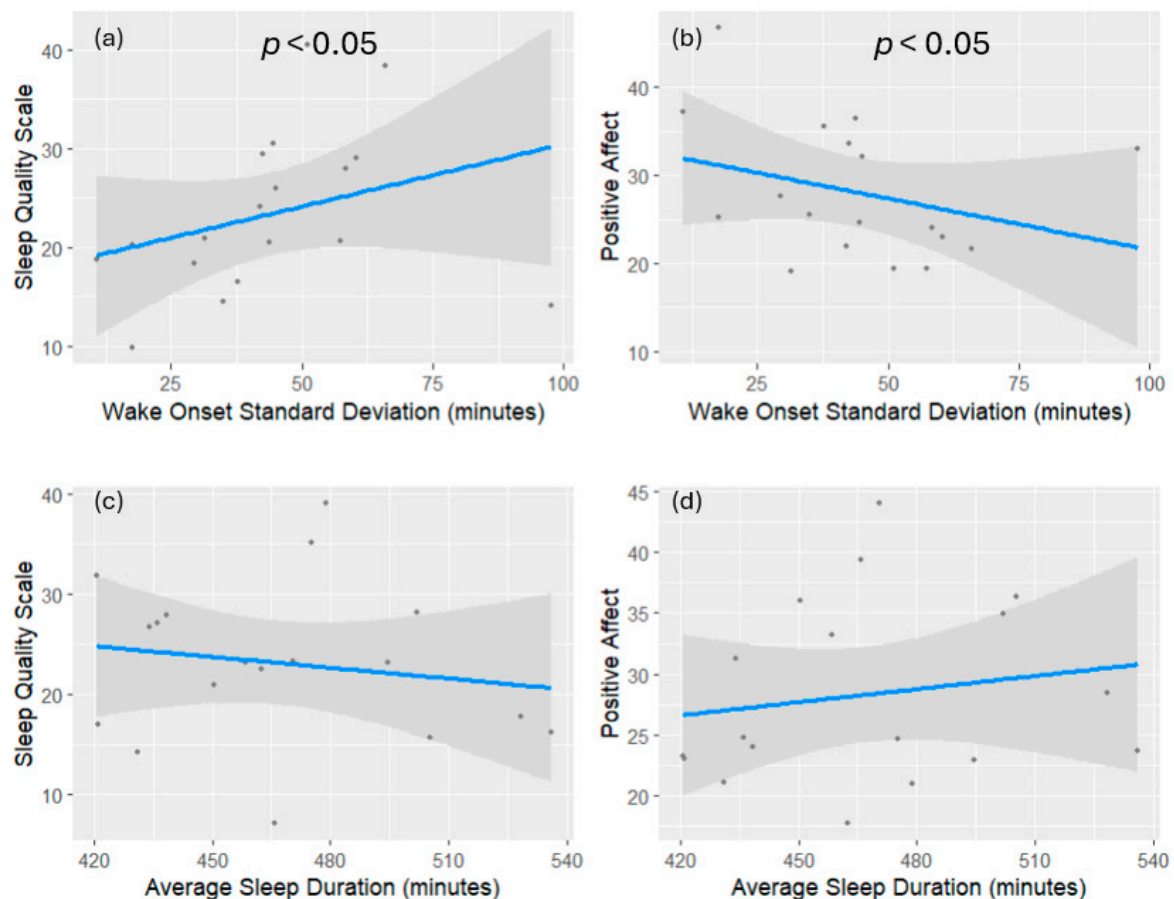 (a)
p < 0.05
Sleep Quality Scale
40
30
20
10
25
50
75
100
Wake Onset Standard Deviation (minutes)
(b)
p < 0.05
Positive Affect
40
30
20
10
25
50
75
100
Wake Onset Standard Deviation (minutes)
(c)
Sleep Quality Scale
40
30
20
10
420
450
480
510
540
Average Sleep Duration (minutes)
(d)
Positive Affect
45
40
35
30
25
20
420
450
480
510
540
Average Sleep Duration (minutes)